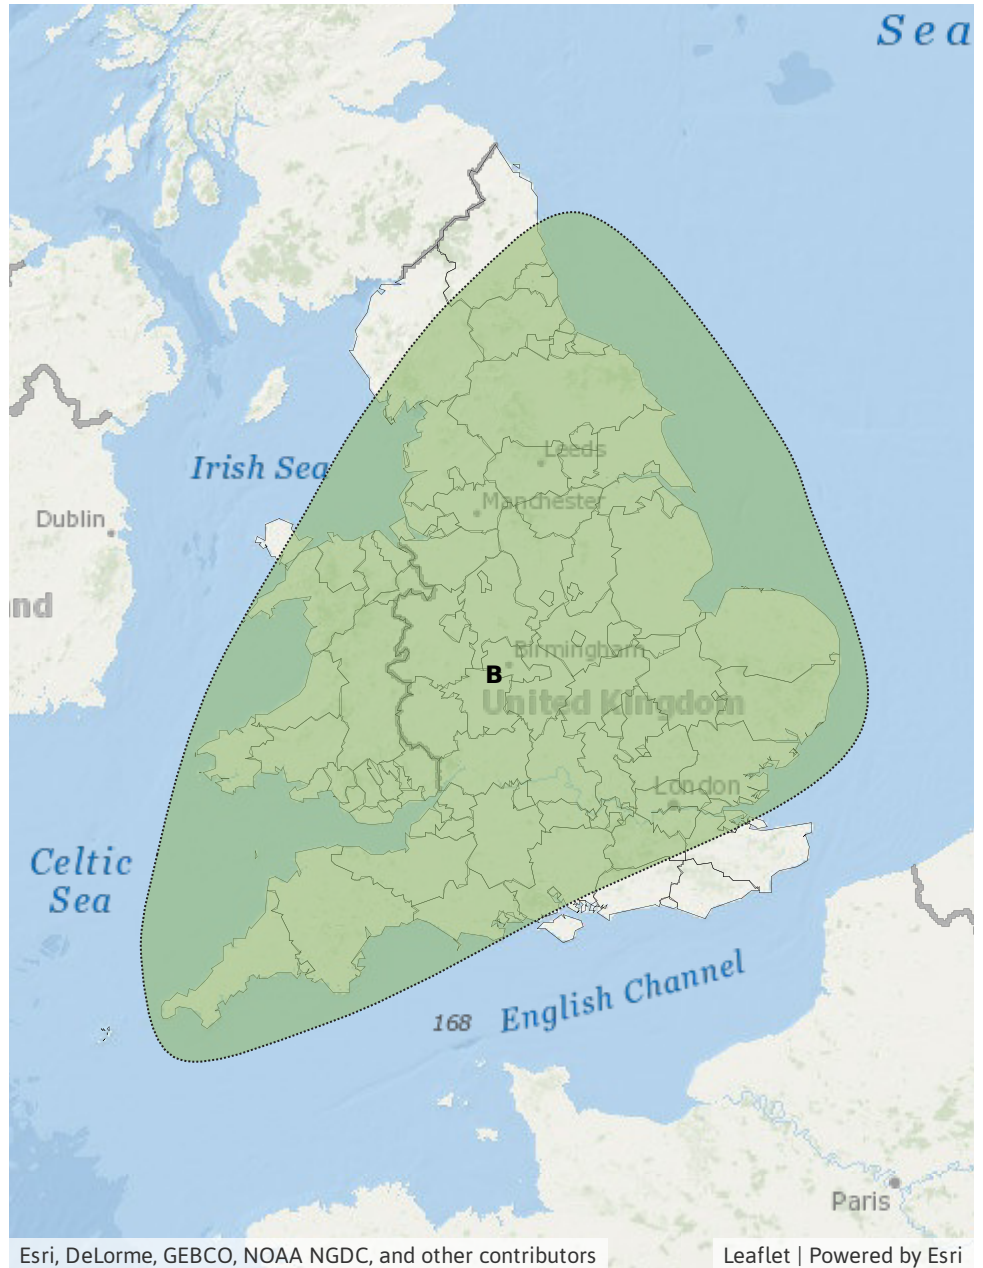 Sea
Leeds
Irish Sea
Manchester
Dublin
nd
Birmingham
B
United Kingdom
London
Celtic
Sea
English Channel
168
Paris
Esri, DeLorme, GEBCO, NOAA NGDC, and other contributors
Leaflet | Powered by Esri